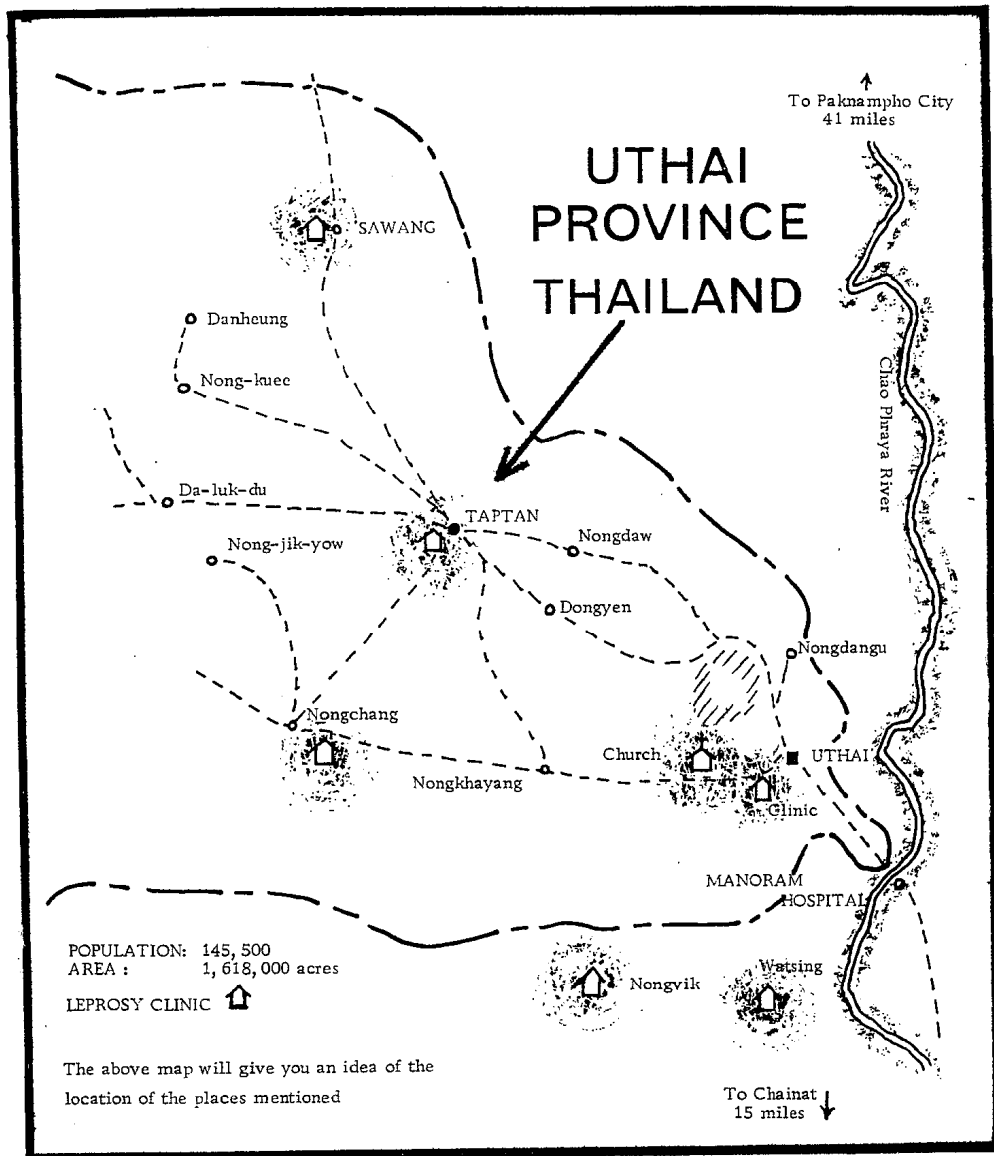 To Paknampho City
41 miles
UTHAI
PROVINCE
THAILAND
SAWANG
Danheung
Nong-kuec
Chao Phraya River
Da-luk-du
TAPTAN
Nong-jik-yow
Nongdaw
Dongyen
Nongdangu
Nongchang
Church
UTHAI
Nongkhayang
Clinic
MANORAM
HOSPITAL
POPULATION: 145,500
AREA : 1,618,000 acres
LEPROSY CLINIC
Nongvik
Watsing
The above map will give you an idea of the
location of the places mentioned
To Chainat
15 miles